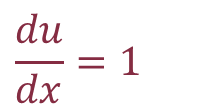 du/dx = 1